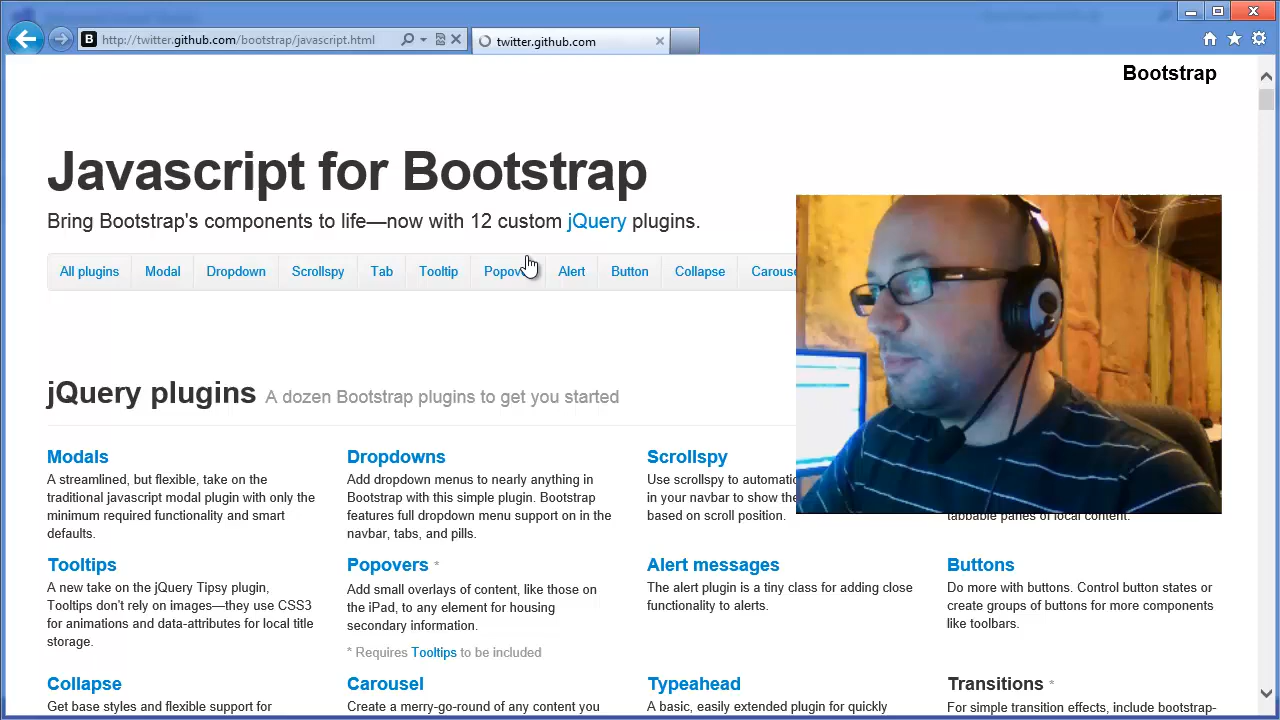 http://twitter.github.com/bootstrap/javascript.html
twitter.github.com
Bootstrap
Javascript for Bootstrap
Bring Bootstrap's components to life—now with 12 custom jQuery plugins.
All plugins Modal Dropdown Scrollspy Tab Tooltip Popov Alert Button Collapse Carous
jQuery plugins A dozen Bootstrap plugins to get you started
Modals
A streamlined, but flexible, take on the
traditional javascript modal plugin with only the
minimum required functionality and smart
defaults.
Dropdowns
Add dropdown menus to nearly anything in
Bootstrap with this simple plugin. Bootstrap
features full dropdown menu support on in the
navbar, tabs, and pills.
Scrollspy
Use scrollspy to automatic
in your navbar to show the
based on scroll position.
tabbable panes of local content.
Tooltips
A new take on the jQuery Tipsy plugin,
Tooltips don't rely on images—they use CSS3
for animations and data-attributes for local title
storage.
Popovers *
Add small overlays of content, like those on
the iPad, to any element for housing
secondary information.
* Requires Tooltips to be included
Alert messages
The alert plugin is a tiny class for adding close
functionality to alerts.
Buttons
Do more with buttons. Control button states or
create groups of buttons for more components
like toolbars.
Collapse
Get base styles and flexible support for
Carousel
Create a merry-go-round of any content you
Typeahead
A basic, easily extended plugin for quickly
Transitions *
For simple transition effects, include bootstrap-